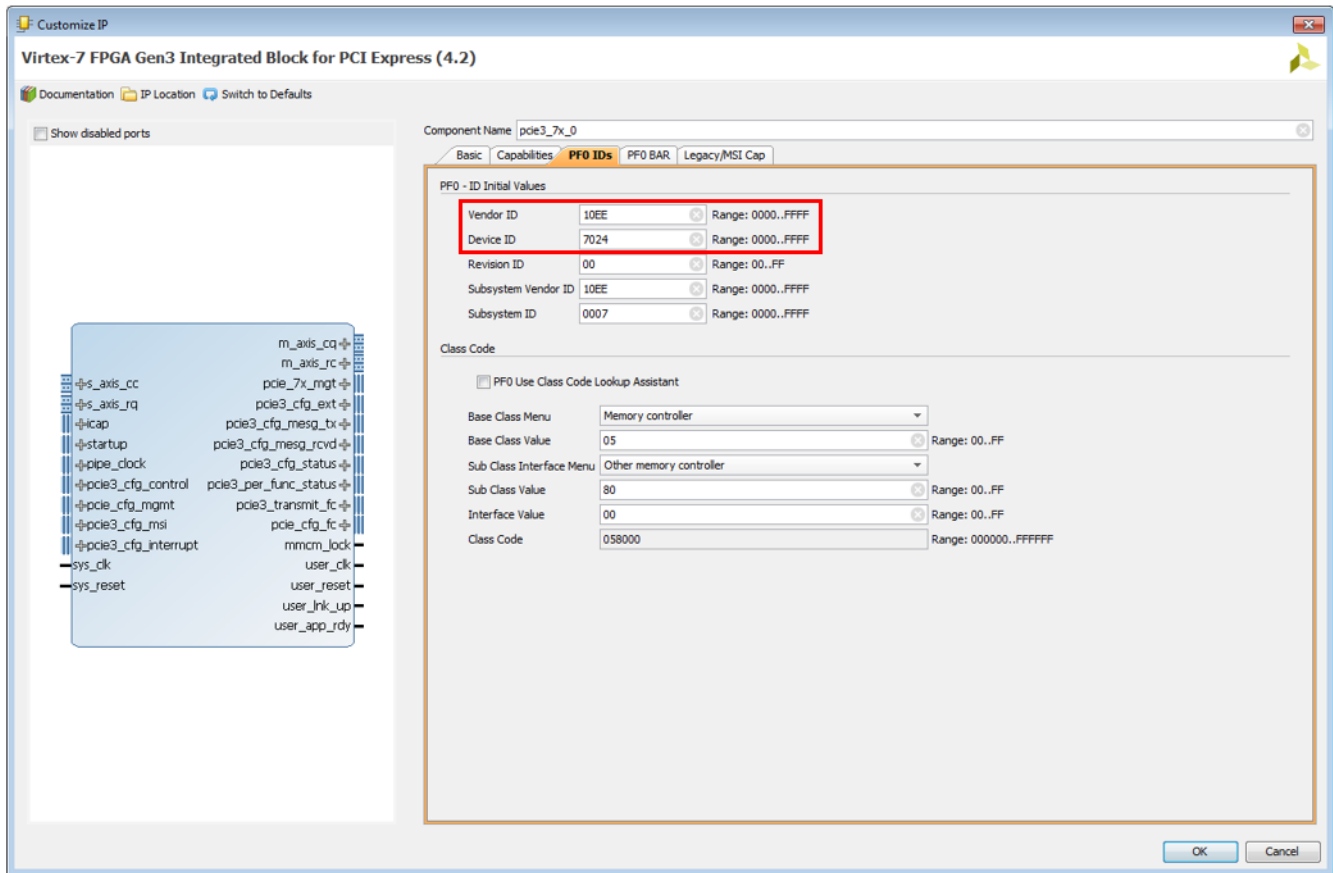 Customize IP
Virtex-7 FPGA Gen3 Integrated Block for PCI Express (4.2)
Documentation IP Location Switch to Defaults
Show disabled ports
Component Name pcie3_7x_0
Basic Capabilities PF0 IDs PF0 BAR Legacy/MSI Cap
PF0 - ID Initial Values
Vendor ID 10EE Range: 0000..FFFF
Device ID 7024 Range: 0000..FFFF
Revision ID 00 Range: 00..FF
Subsystem Vendor ID 10EE Range: 0000..FFFF
Subsystem ID 0007 Range: 0000..FFFF
Class Code
PF0 Use Class Code Lookup Assistant
Base Class Menu Memory controller
Base Class Value 05 Range: 00..FF
Sub Class Interface Menu Other memory controller
Sub Class Value 80 Range: 00..FF
Interface Value 00 Range: 00..FF
Class Code 058000 Range: 000000..FFFFFF
m_axis_cq
m_axis_rc
s_axis_cc pcie_7x_mgt
s_axis_rq pcie3_cfg_ext
icap pcie3_cfg_mesg_tx
startup pcie3_cfg_mesg_rcvd
pipe_clock pcie3_cfg_status
pcie3_cfg_control pcie3_per_func_status
pcie_cfg_mgmt pcie3_transmit_fc
pcie3_cfg_msi pcie_cfg_fc
pcie3_cfg_interrupt mmcm_lock
sys_clk user_clk
sys_reset user_reset
user_lnk_up
user_app_rdy
OK Cancel